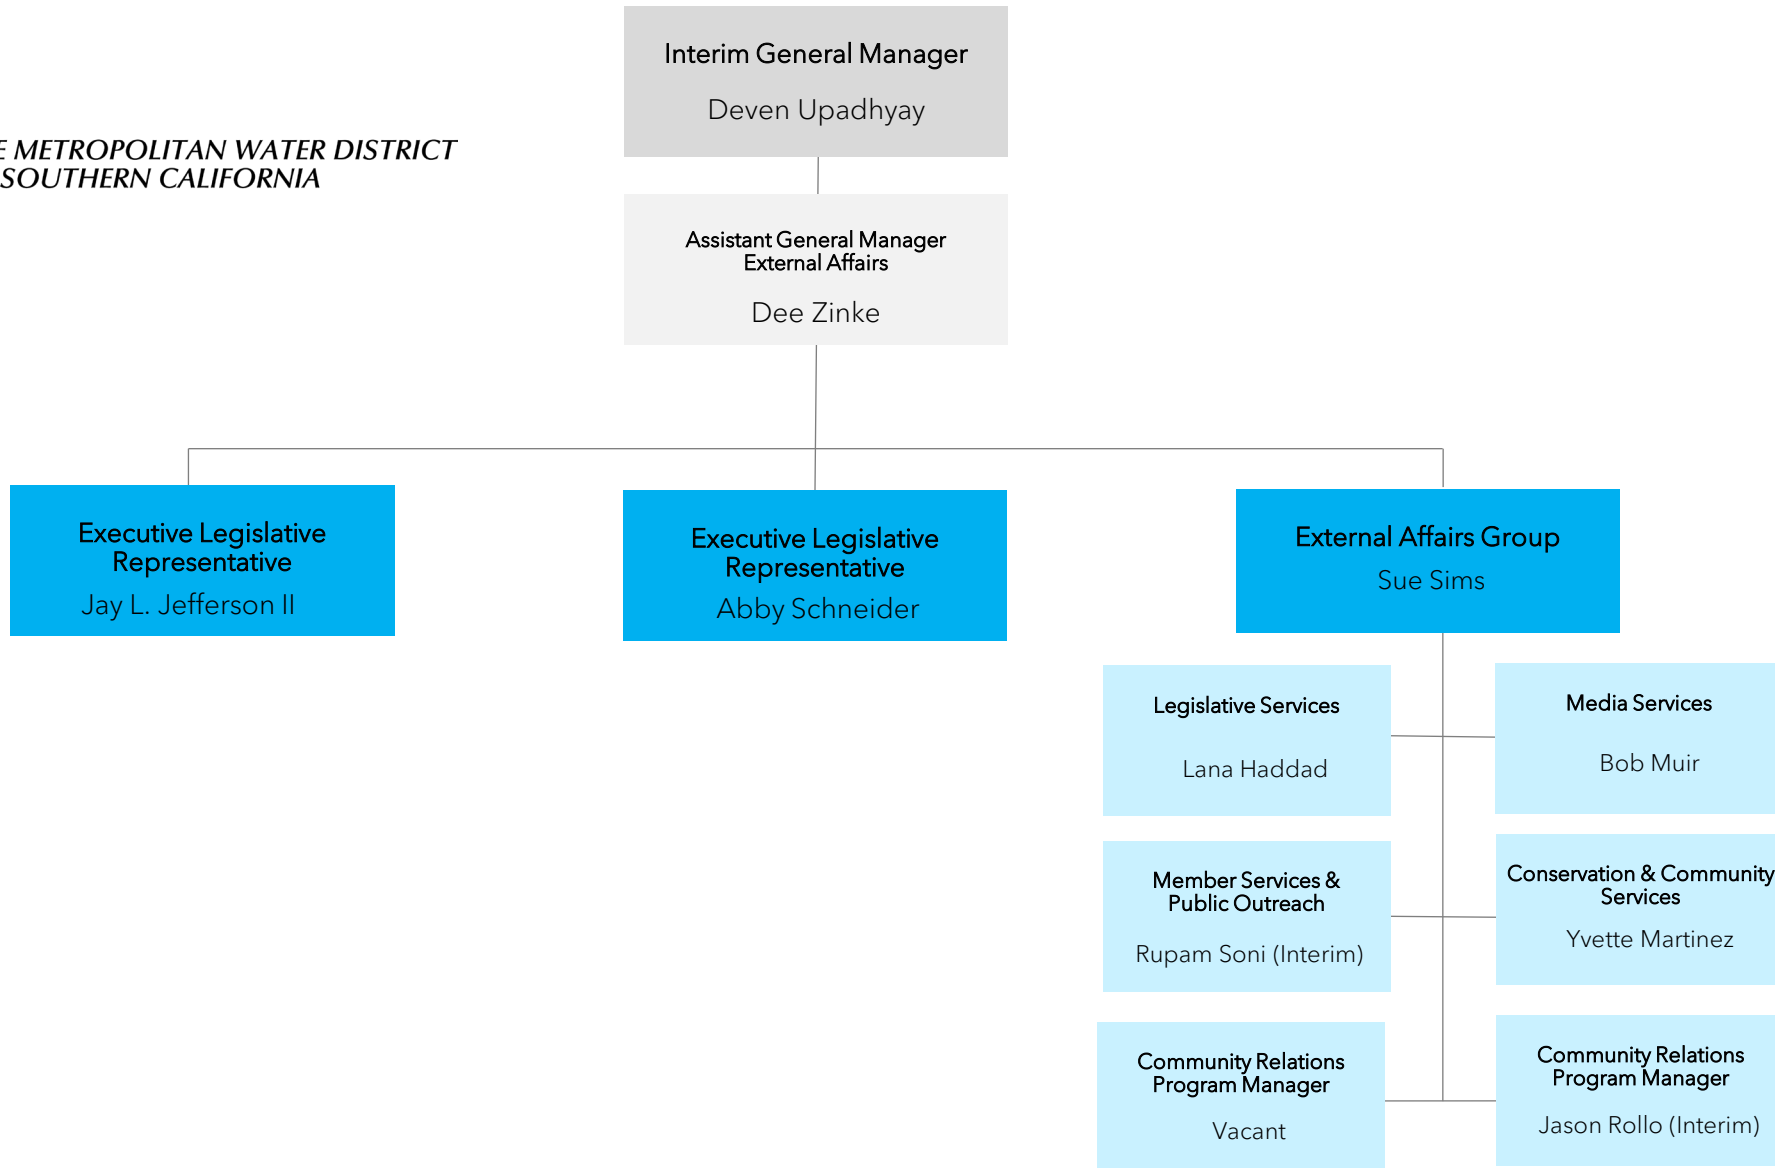 Interim General Manager
Deven Upadhyay
E METROPOLITAN WATER DISTRICT
SOUTHERN CALIFORNIA
Assistant General Manager
External Affairs
Dee Zinke
Executive Legislative
Representative
Jay L. Jefferson II
Executive Legislative
Representative
Abby Schneider
External Affairs Group
Sue Sims
Legislative Services
Lana Haddad
Media Services
Bob Muir
Member Services &
Public Outreach
Rupam Soni (Interim)
Conservation & Community
Services
Yvette Martinez
Community Relations
Program Manager
Vacant
Community Relations
Program Manager
Jason Rollo (Interim)